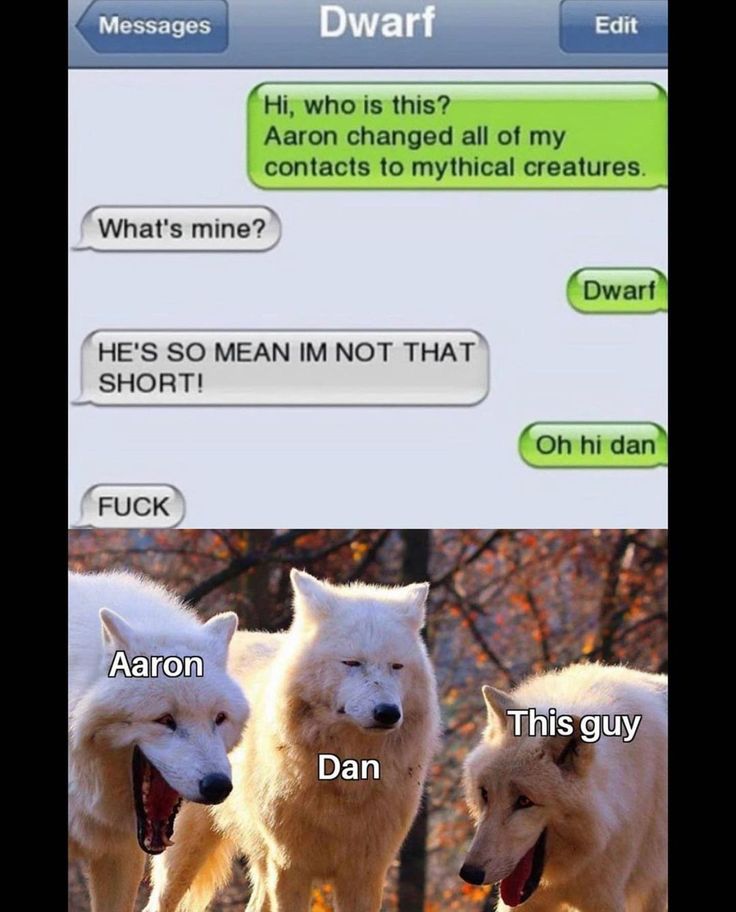 Messages
Dwarf
Edit
Hi, who is this?
Aaron changed all of my
contacts to mythical creatures.
What's mine?
Dwarf
HE'S SO MEAN IM NOT THAT
SHORT!
Oh hi dan
FUCK
Aaron
This guy
Dan